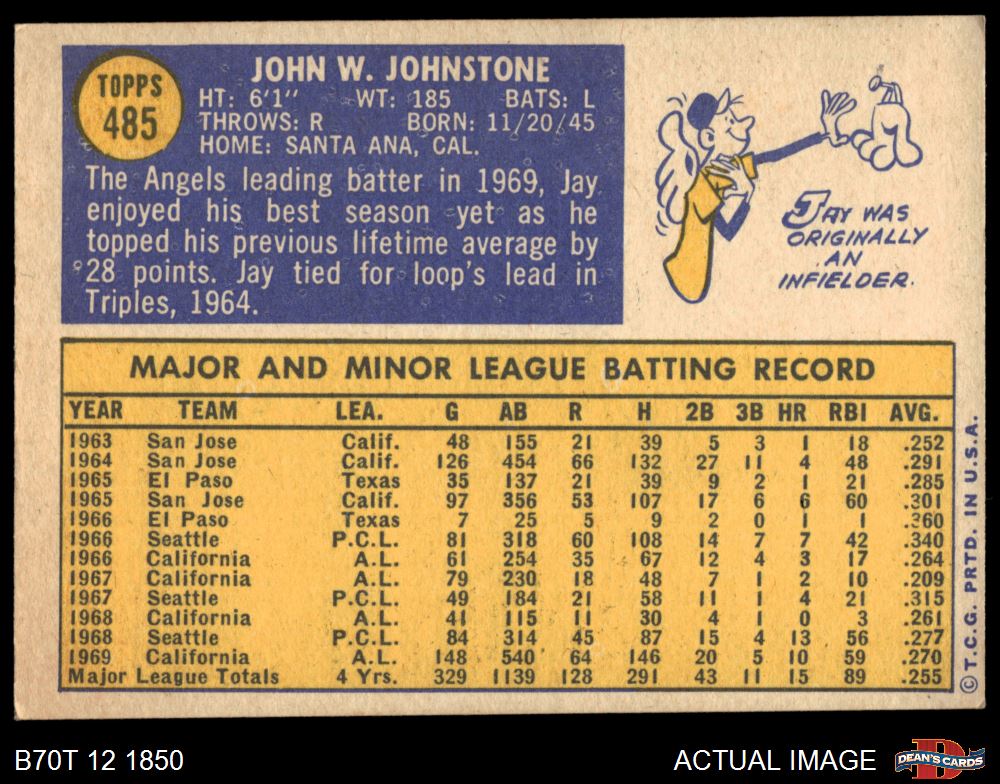 TOPPS
485
JOHN W. JOHNSTONE
HT: 6'1" WT: 185 BATS: L
THROWS: R BORN: 11/20/45
HOME: SANTA ANA, CAL.
The Angels leading batter in 1969, Jay
enjoyed his best season yet as he
topped his previous lifetime average by
28 points. Jay tied for loop's lead in
Triples, 1964.
JAY WAS
ORIGINALLY
AN
INFIELDER.
MAJOR AND MINOR LEAGUE BATTING RECORD
YEAR TEAM LEA. G AB R H 2B 3B HR RBI AVG.
1963 San Jose Calif. 48 155 21 39 5 3 1 18 .252
1964 San Jose Calif. 126 454 66 132 27 11 4 48 .291
1965 El Paso Texas 35 137 21 39 9 2 1 21 .285
1965 San Jose Calif. 97 356 53 107 17 6 6 60 .301
1966 El Paso Texas 7 25 5 9 2 0 1 1 .360
1966 Seattle P.C.L. 81 318 60 108 14 7 7 42 .340
1966 California A.L. 61 254 35 67 12 4 3 17 .264
1967 California A.L. 79 230 18 48 7 1 2 10 .209
1967 Seattle P.C.L. 49 184 21 58 11 1 4 21 .315
1968 California A.L. 41 115 11 30 4 1 0 3 .261
1968 Seattle P.C.L. 84 314 45 87 15 4 13 56 .277
1969 California A.L. 148 540 64 146 20 5 10 59 .270
Major League Totals 4 Yrs. 329 1139 128 291 43 11 15 89 .255
© T.C.G. PRTD. IN U.S.A.
B70T 12 1850
ACTUAL IMAGE
D
DEAN'S CARDS